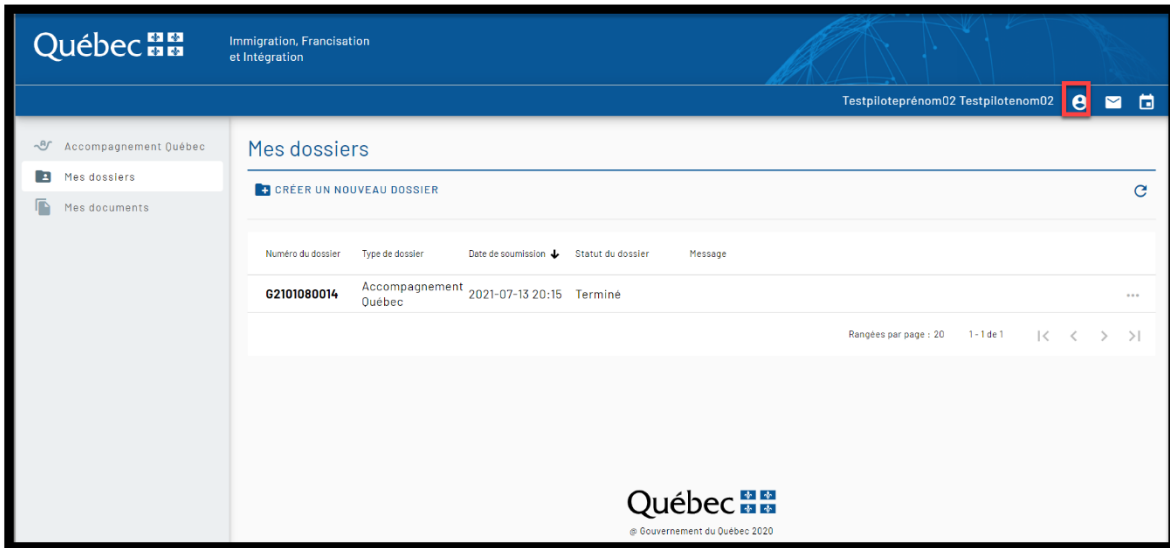 Québec
Immigration, Francisation
et Intégration
Testpiloteprénom02 Testpilotenom02
Accompagnement Québec
Mes dossiers
Mes documents
Mes dossiers
CRÉER UN NOUVEAU DOSSIER
Numéro du dossier Type de dossier Date de soumission Statut du dossier Message
G2101080014 Accompagnement Québec 2021-07-13 20:15 Terminé ...
Rangées par page : 20 1-1 de 1
Québec
@ Gouvernement du Québec 2020